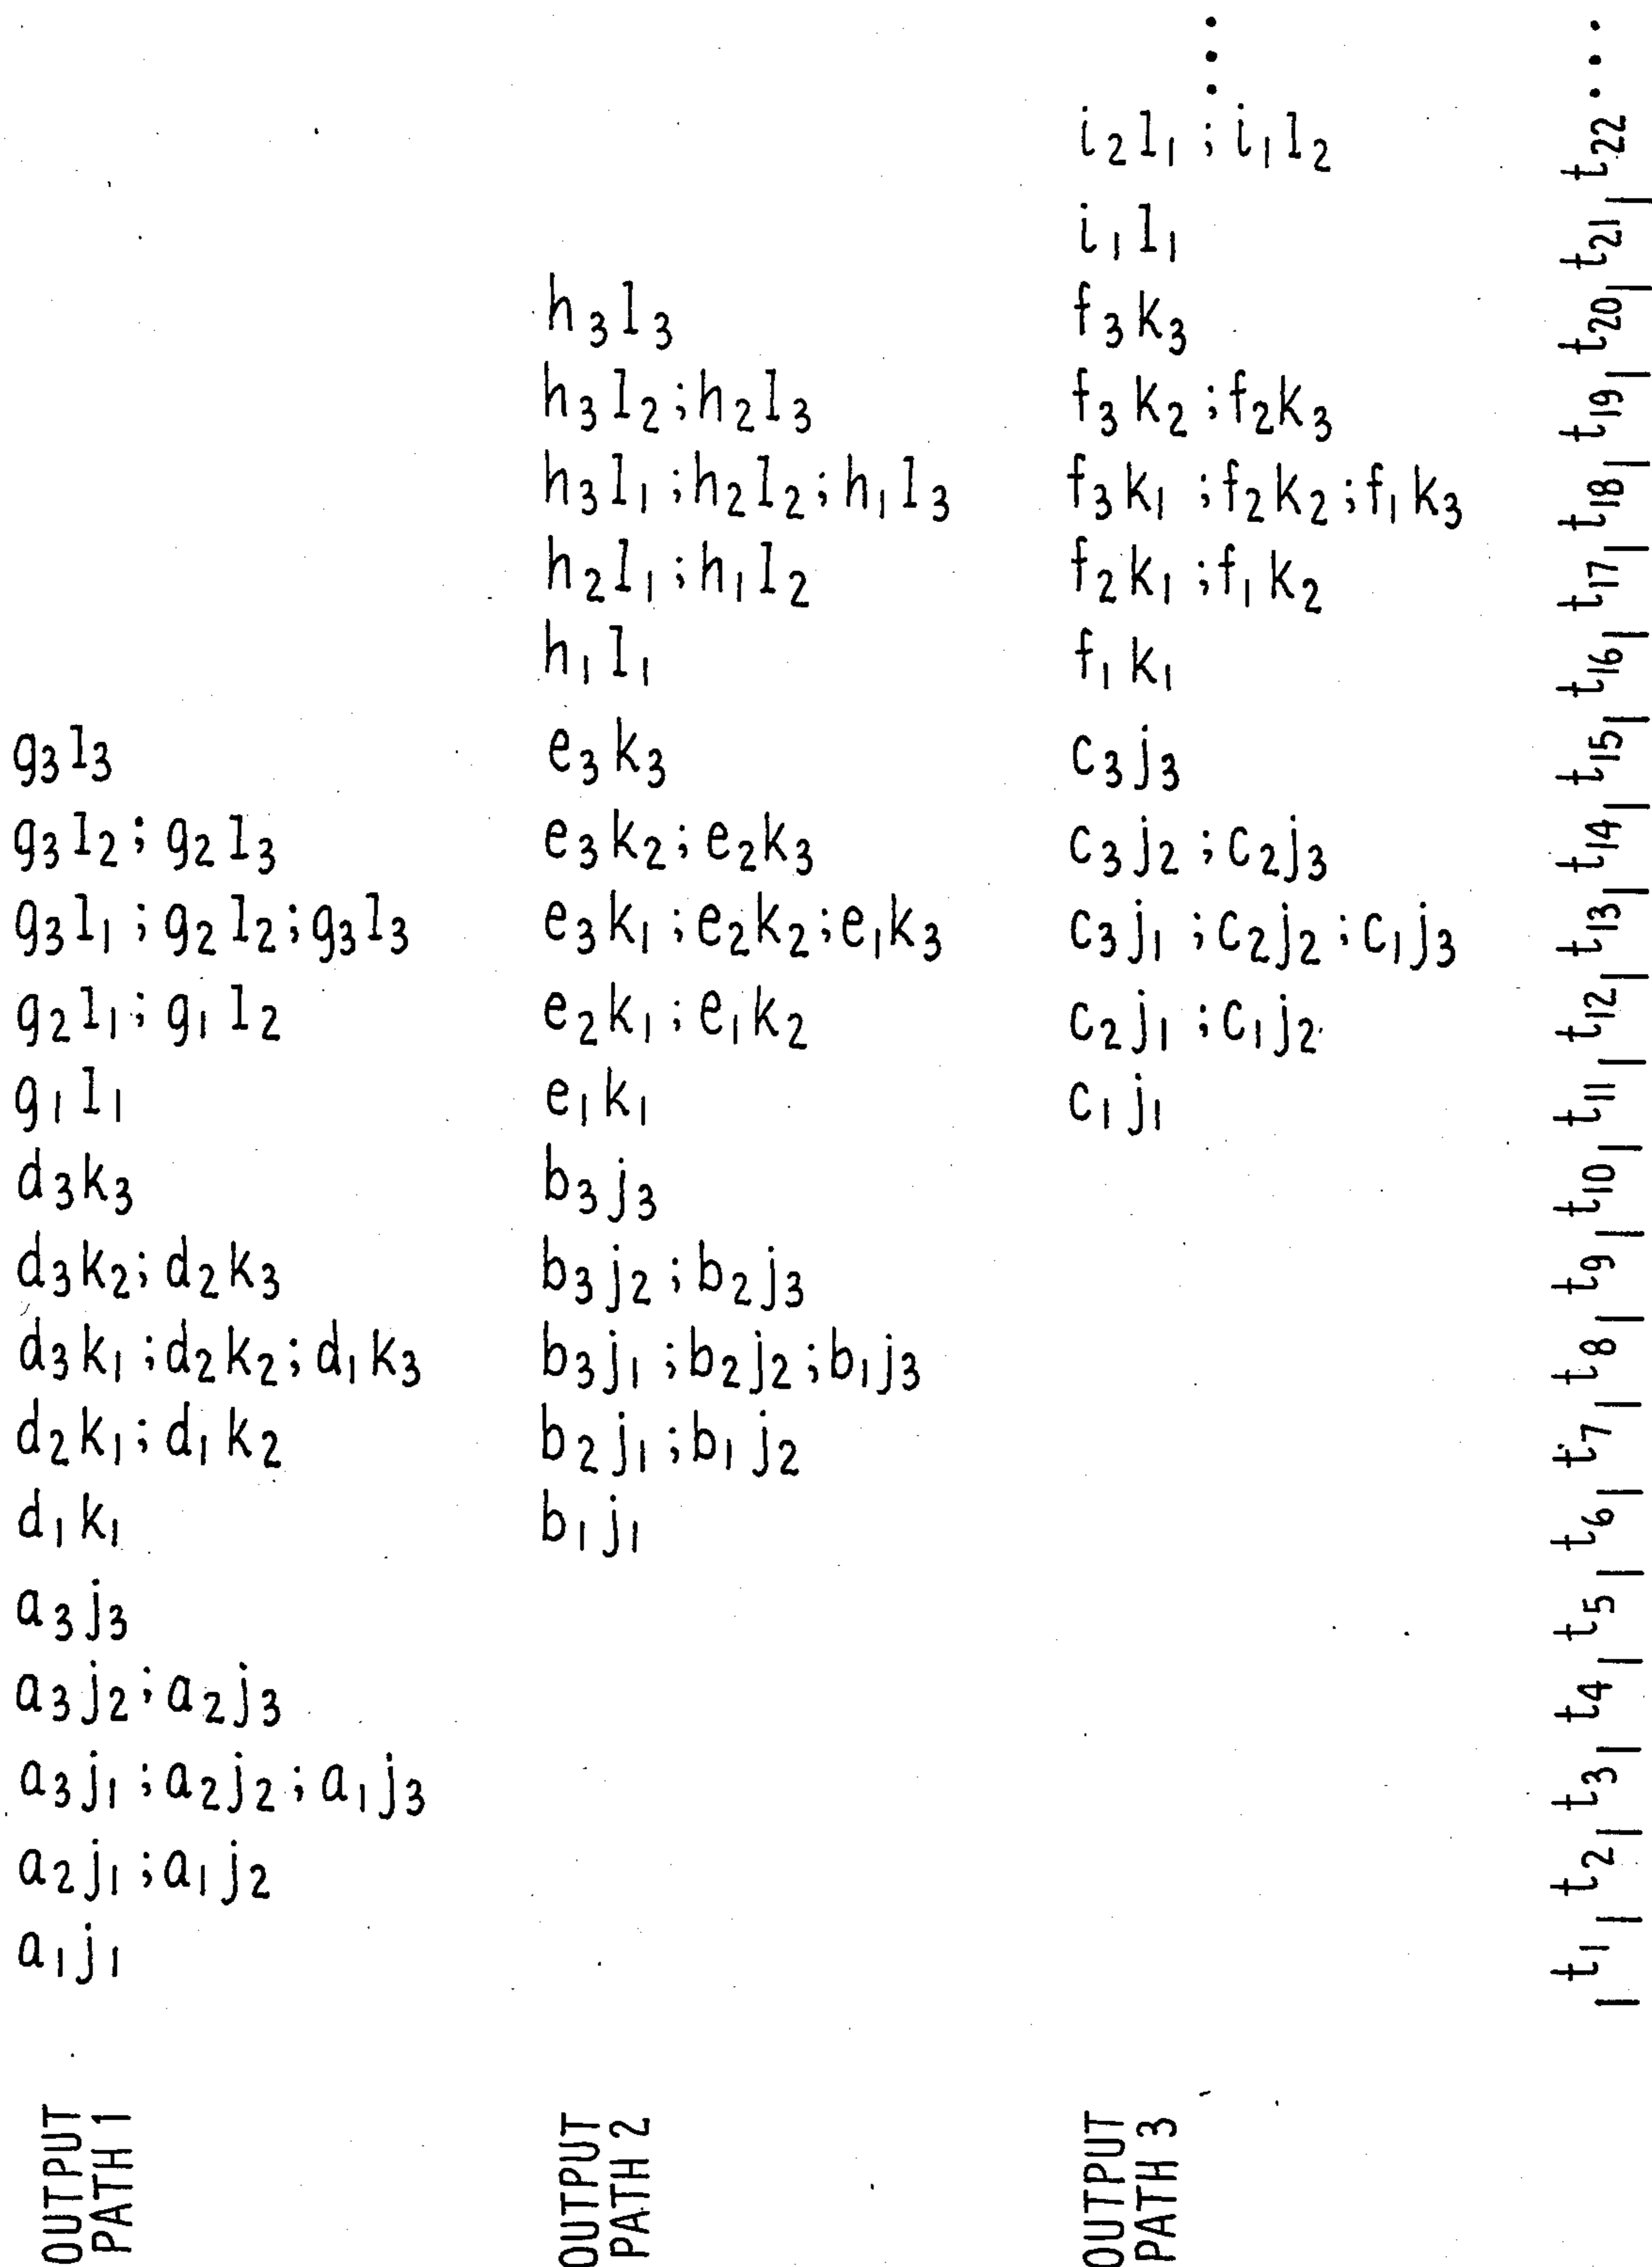 i₂l₁;i₁l₂
i₁l₁
h₃l₃ f₃k₃
h₃l₂;h₂l₃ f₃k₂;f₂k₃
h₃l₁;h₂l₂;h₁l₃ f₃k₁;f₂k₂;f₁k₃
h₂l₁;h₁l₂ f₂k₁;f₁k₂
h₁l₁ f₁k₁
g₃l₃ e₃k₃ c₃j₃
g₃l₂;g₂l₃ e₃k₂;e₂k₃ c₃j₂;c₂j₃
g₃l₁;g₂l₂;g₃l₃ e₃k₁;e₂k₂;e₁k₃ c₃j₁;c₂j₂;c₁j₃
g₂l₁;g₁l₂ e₂k₁;e₁k₂ c₂j₁;c₁j₂
g₁l₁ e₁k₁ c₁j₁
d₃k₃ b₃j₃
d₃k₂;d₂k₃ b₃j₂;b₂j₃
d₃k₁;d₂k₂;d₁k₃ b₃j₁;b₂j₂;b₁j₃
d₂k₁;d₁k₂ b₂j₁;b₁j₂
d₁k₁ b₁j₁
a₃j₃
a₃j₂;a₂j₃
a₃j₁;a₂j₂;a₁j₃
a₂j₁;a₁j₂
a₁j₁
OUTPUT
PATH 1
OUTPUT
PATH 2
OUTPUT
PATH 3
|t₁|t₂|t₃|t₄|t₅|t₆|t₇|t₈|t₉|t₁₀|t₁₁|t₁₂|t₁₃|t₁₄|t₁₅|t₁₆|t₁₇|t₁₈|t₁₉|t₂₀|t₂₁|t₂₂...